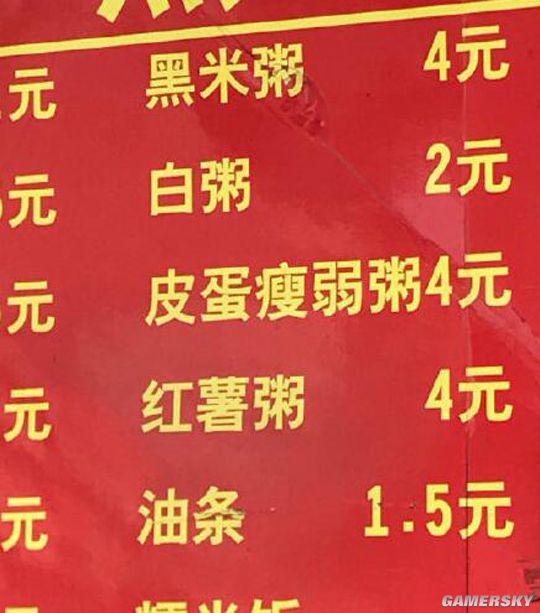 元 黑米粥 4元
元 白粥 2元
元 皮蛋瘦弱粥4元
元 红薯粥 4元
元 油条 1.5元
GAMERSKY